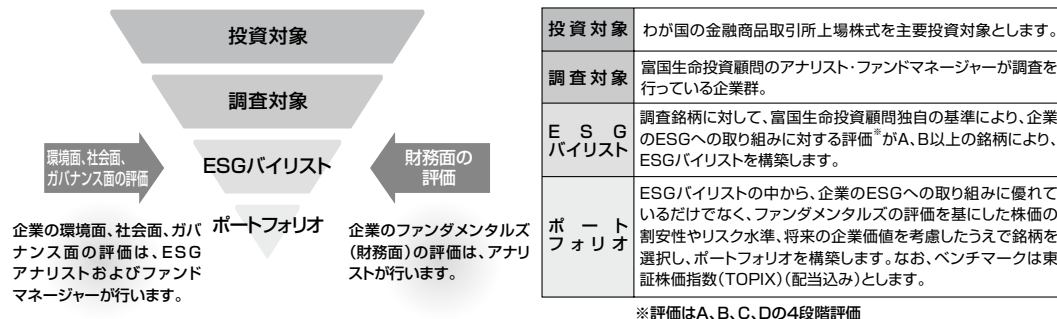 投資対象
調査対象
ESGバイリスト
ポートフォリオ
環境面、社会面、
ガバナンス面の評価
財務面の
評価
企業の環境面、社会面、ガバ
ナンス面の評価は、ESG
アナリストおよびファンド
マネージャーが行います。
企業のファンダメンタルズ
(財務面)の評価は、アナリ
ストが行います。
投資対象
わが国の金融商品取引所上場株式を主要投資対象とします。
調査対象
富国生命投資顧問のアナリスト・ファンドマネージャーが調査を
行っている企業群。
ESG
バイリスト
調査銘柄に対して、富国生命投資顧問独自の基準により、企業
のESGへの取り組みに対する評価※がA、B以上の銘柄により、
ESGバイリストを構築します。
ポート
フォリオ
ESGバイリストの中から、企業のESGへの取り組みに優れて
いるだけでなく、ファンダメンタルズの評価を基にした株価の
割安性やリスク水準、将来の企業価値を考慮したうえで銘柄を
選択し、ポートフォリオを構築します。なお、ベンチマークは東
証株価指数(TOPIX)(配当込み)とします。
※評価はA、B、C、Dの4段階評価